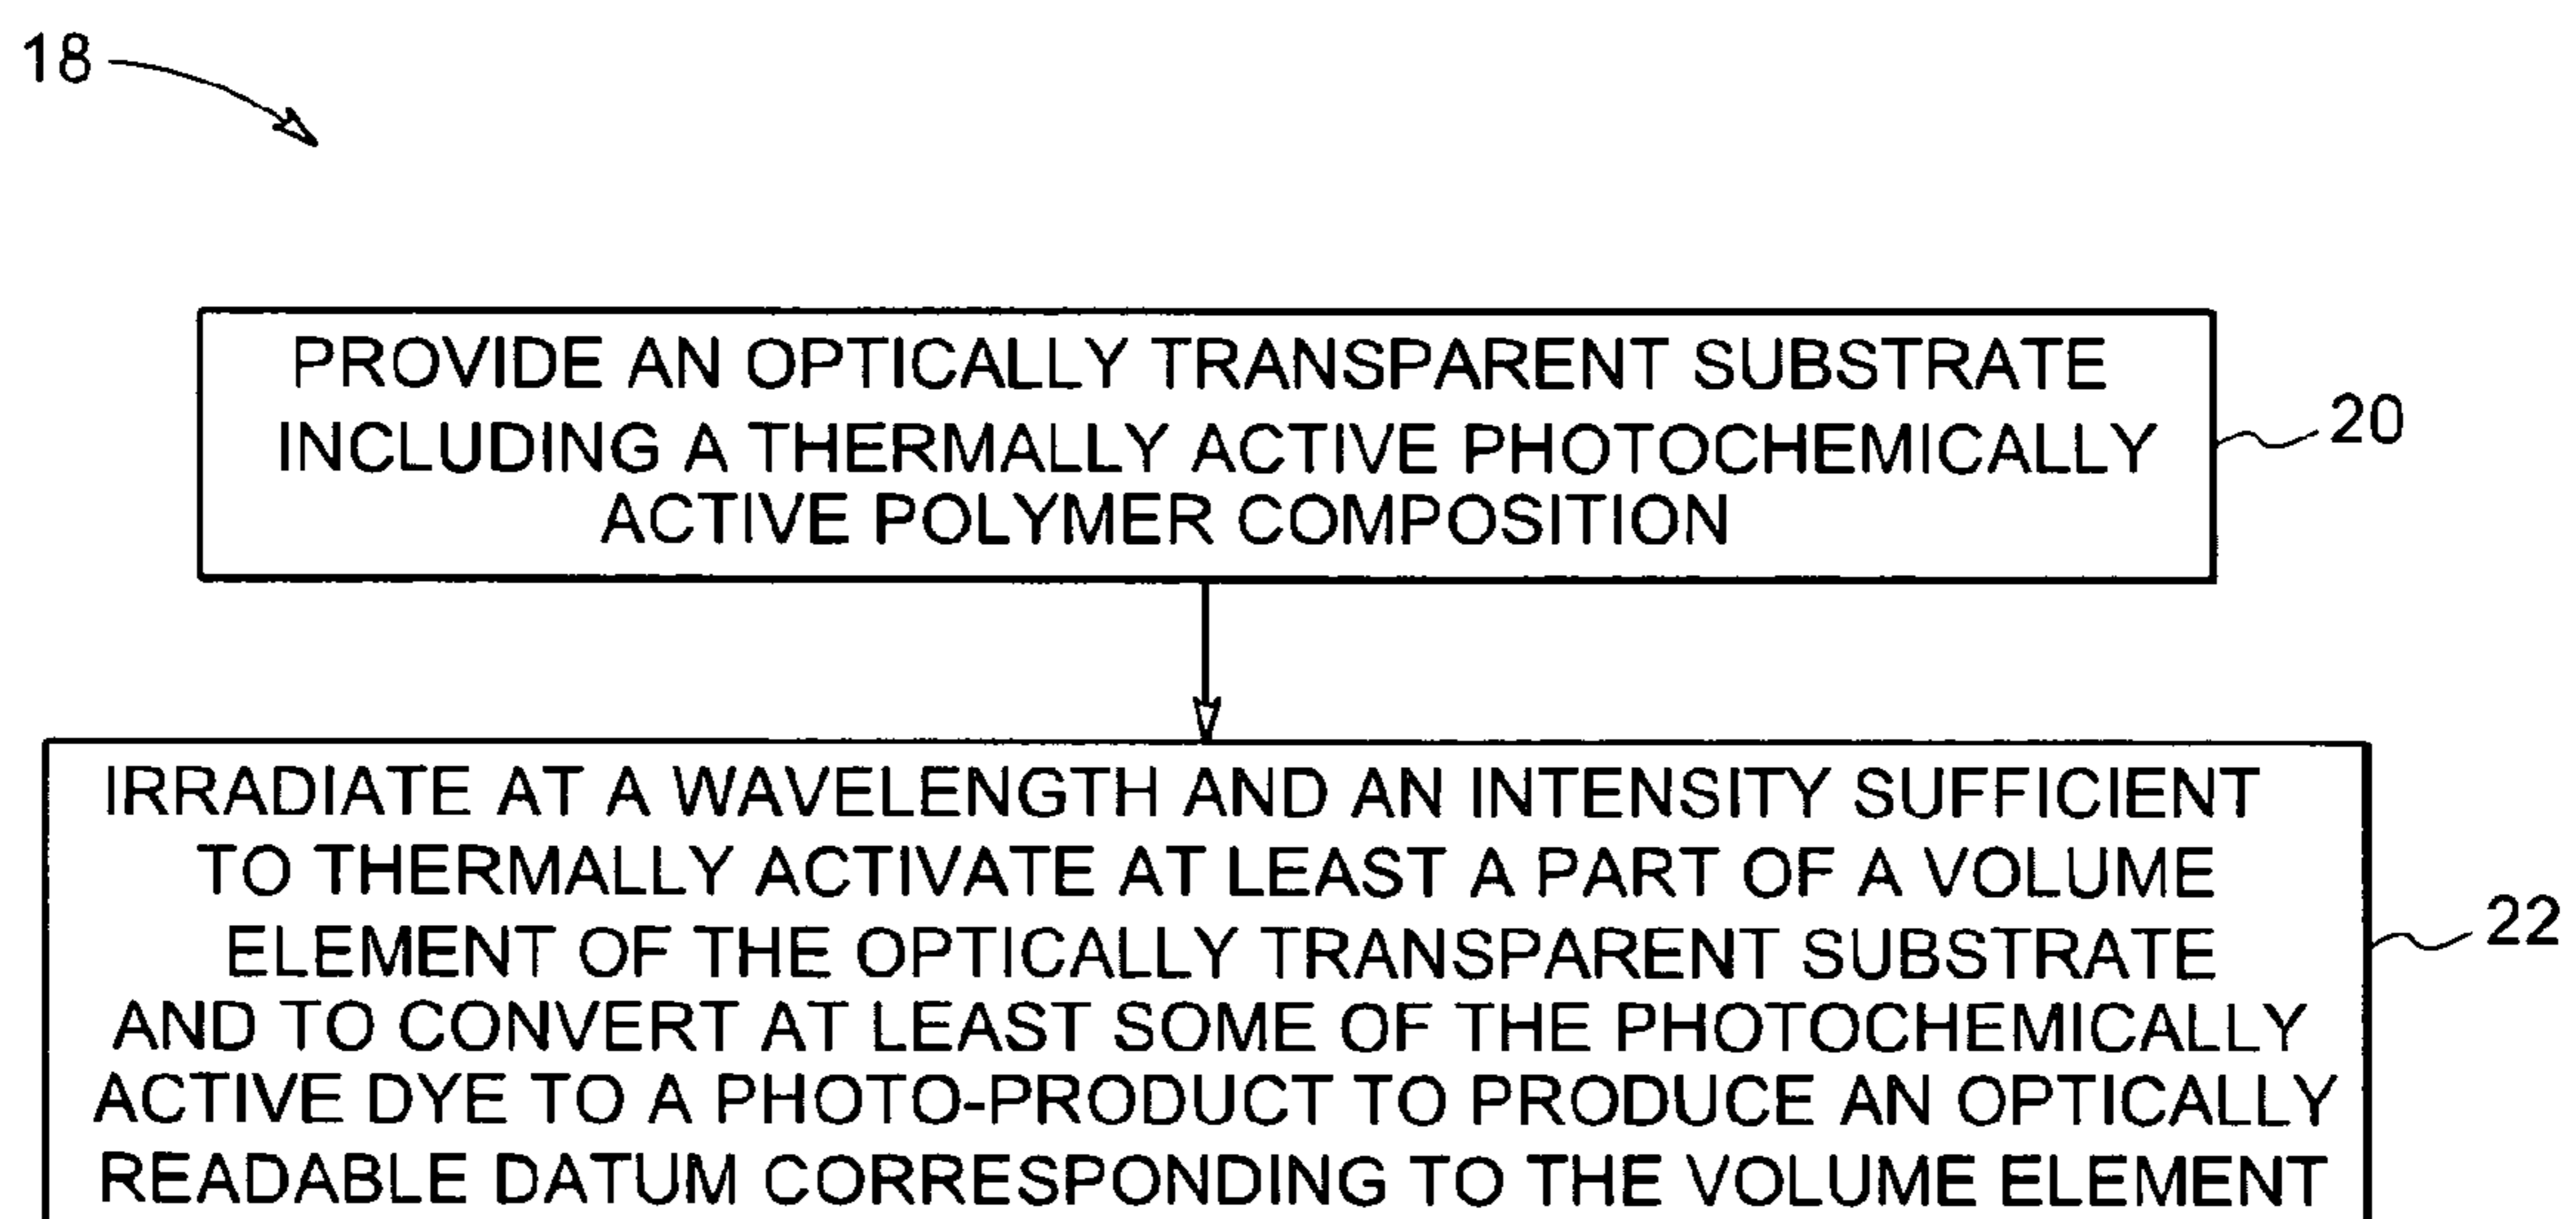 18
PROVIDE AN OPTICALLY TRANSPARENT SUBSTRATE
INCLUDING A THERMALLY ACTIVE PHOTOCHEMICALLY
ACTIVE POLYMER COMPOSITION
20
IRRADIATE AT A WAVELENGTH AND AN INTENSITY SUFFICIENT
TO THERMALLY ACTIVATE AT LEAST A PART OF A VOLUME
ELEMENT OF THE OPTICALLY TRANSPARENT SUBSTRATE
AND TO CONVERT AT LEAST SOME OF THE PHOTOCHEMICALLY
ACTIVE DYE TO A PHOTO-PRODUCT TO PRODUCE AN OPTICALLY
READABLE DATUM CORRESPONDING TO THE VOLUME ELEMENT
22